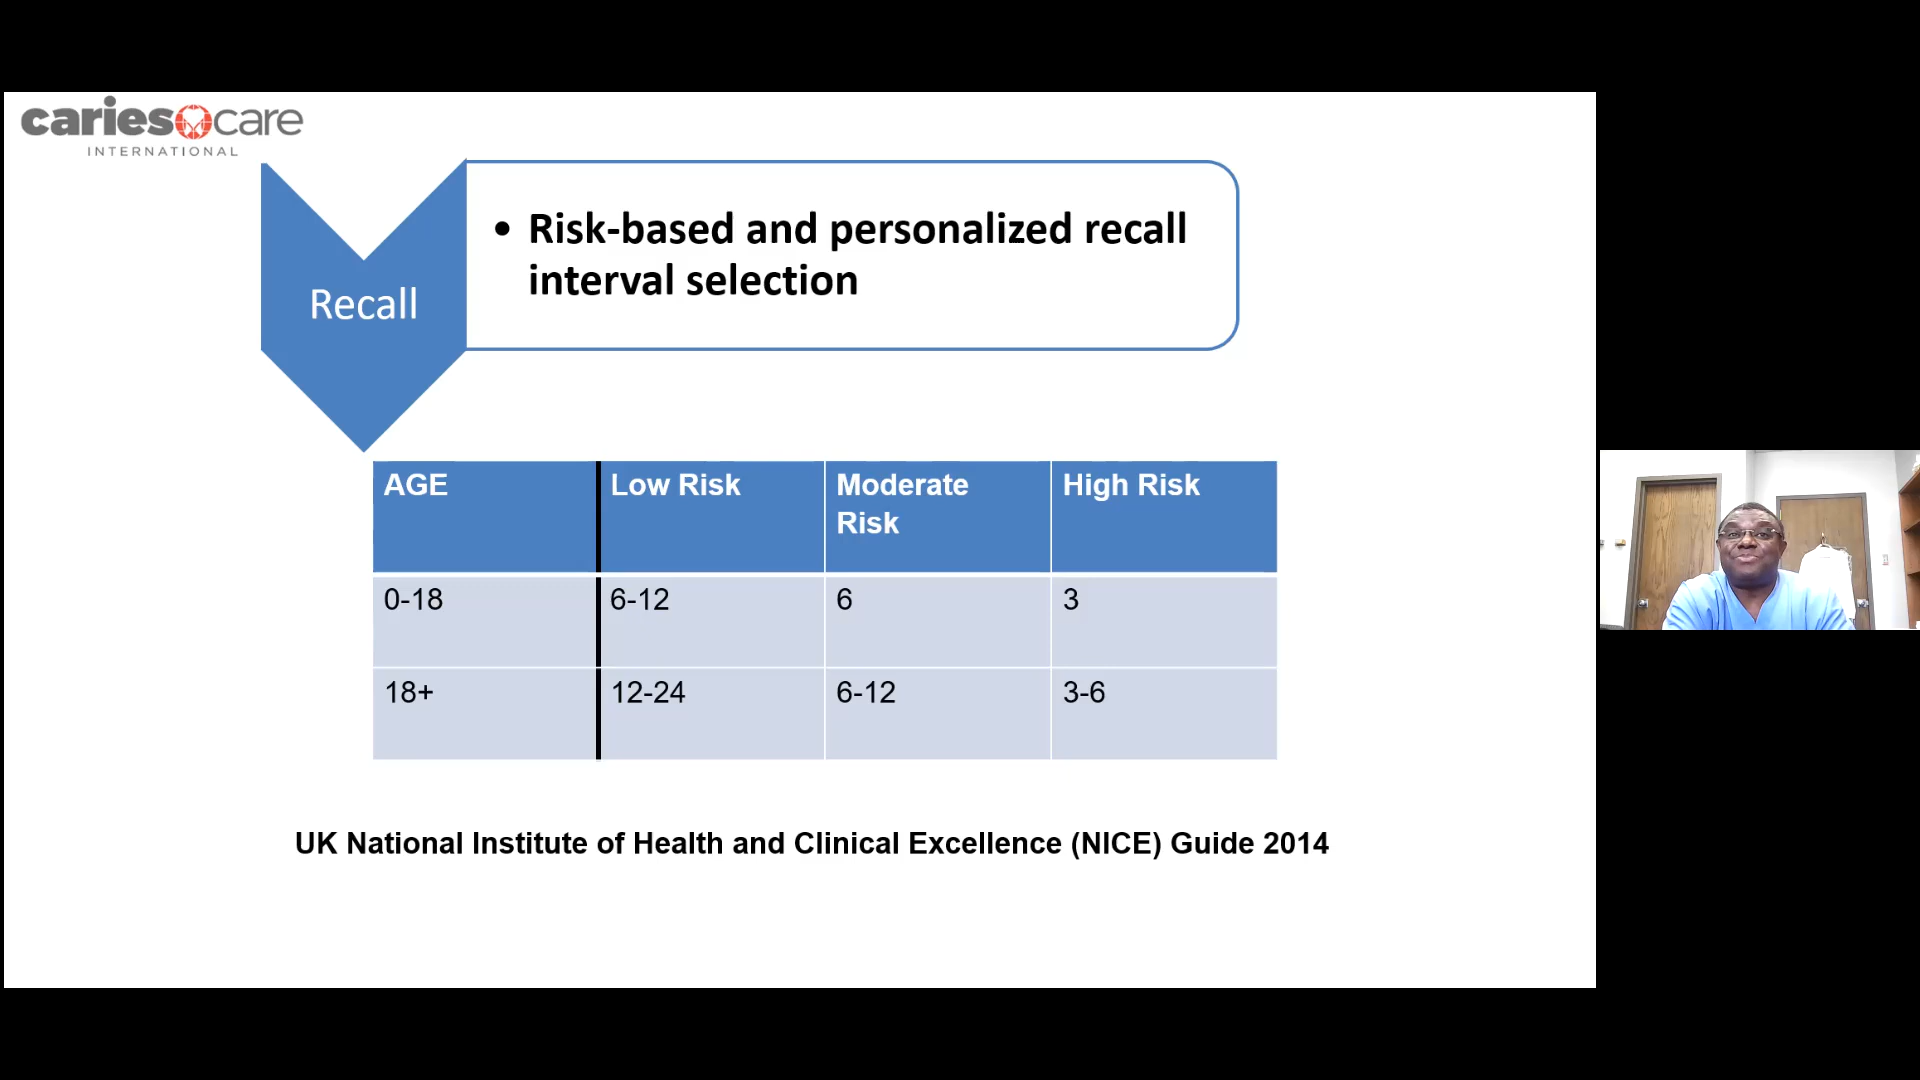 cariescare
INTERNATIONAL
Recall
• Risk-based and personalized recall
interval selection
AGE Low Risk Moderate Risk High Risk
0-18 6-12 6 3
18+ 12-24 6-12 3-6
UK National Institute of Health and Clinical Excellence (NICE) Guide 2014